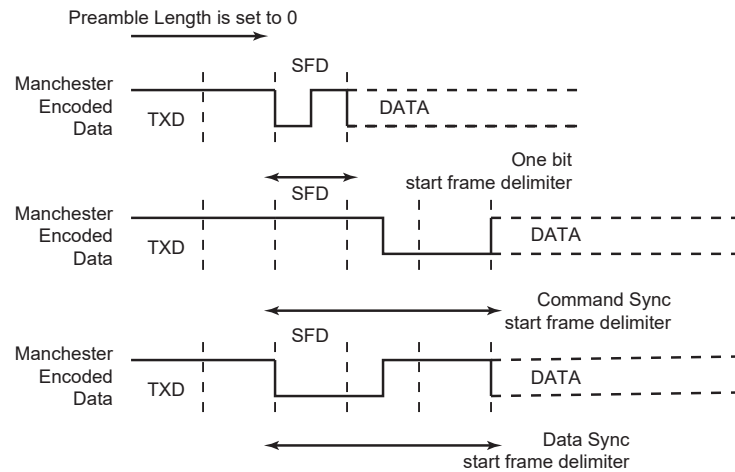 Preamble Length is set to 0
SFD
Manchester
Encoded
Data
TXD
DATA
One bit
start frame delimiter
SFD
Manchester
Encoded
Data
TXD
DATA
Command Sync
start frame delimiter
SFD
Manchester
Encoded
Data
TXD
DATA
Data Sync
start frame delimiter